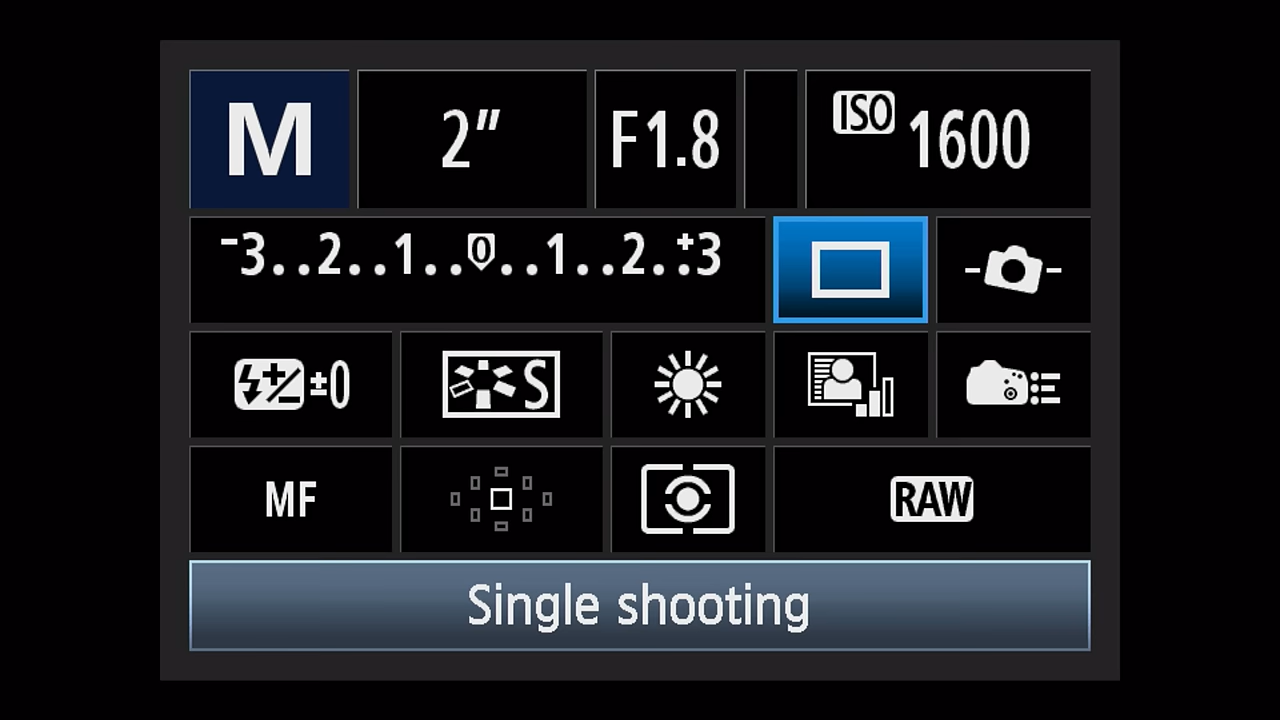 M 2" F1.8 ISO 1600
-3..2..1..0..1..2..+3
±0 S
MF RAW
Single shooting